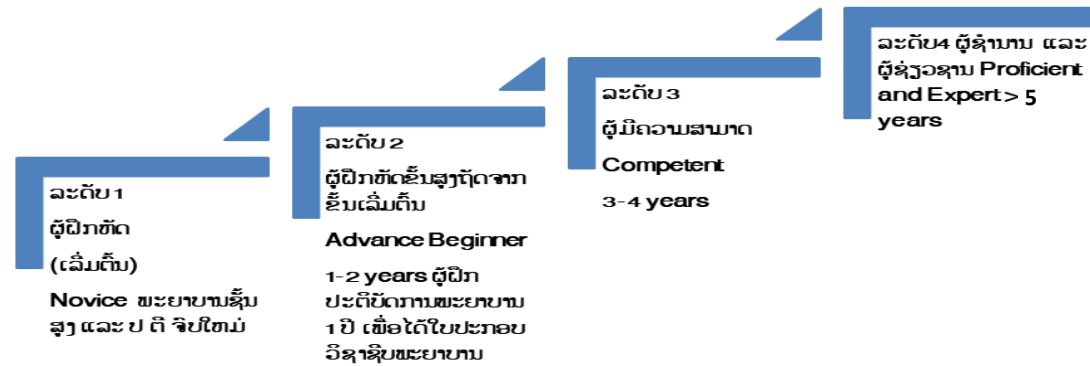 ລະດັບ1
ຜູ້ຝຶກຫັດ
(ເລີ່ມຕົ້ນ)
Novice ພະຍາບານຊັ້ນ
ສູງ ແລະ ປ ຕີ ຈົບໃຫມ່
ລະດັບ2
ຜູ້ຝຶກຫັດຂັ້ນສູງຖັດຈາກ
ຂັ້ນເລີ່ມຕົ້ນ
Advance Beginner
1-2 years ຜູ້ຝຶກ
ປະຕິບັດການພະຍາບານ
1 ປີ ເພື່ອໄດ້ໃບປະກອບ
ວິຊາຊີບພະຍາບານ
ລະດັບ 3
ຜູ້ມີຄວາມສາມາດ
Competent
3-4 years
ລະດັບ4 ຜູ້ຊຳນານ ແລະ
ຜູ້ຊ່ຽວຊານ Proficient
and Expert > 5
years